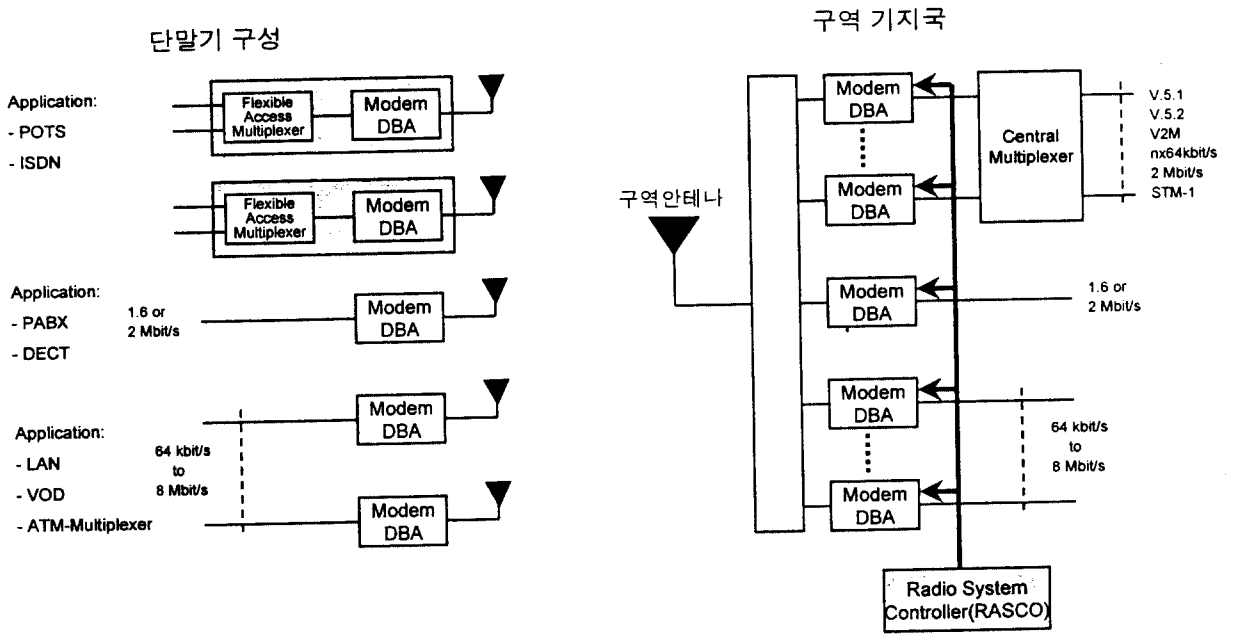 단말기 구성
Application:
- POTS
- ISDN
Flexible
Access
Multiplexer
Modem
DBA
Flexible
Access
Multiplexer
Modem
DBA
Application:
- PABX
- DECT
1.6 or
2 Mbit/s
Modem
DBA
Application:
- LAN
- VOD
- ATM-Multiplexer
64 kbit/s
to
8 Mbit/s
Modem
DBA
Modem
DBA
구역 기지국
구역안테나
Modem
DBA
Modem
DBA
Central
Multiplexer
V.5.1
V.5.2
V2M
nx64kbit/s
2 Mbit/s
STM-1
Modem
DBA
1.6 or
2 Mbit/s
Modem
DBA
Modem
DBA
64 kbit/s
to
8 Mbit/s
Radio System
Controller(RASCO)